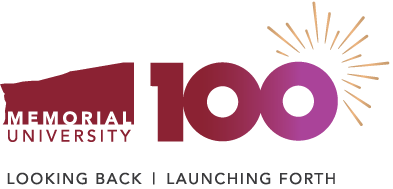 MEMORIAL
UNIVERSITY
100
LOOKING BACK | LAUNCHING FORTH